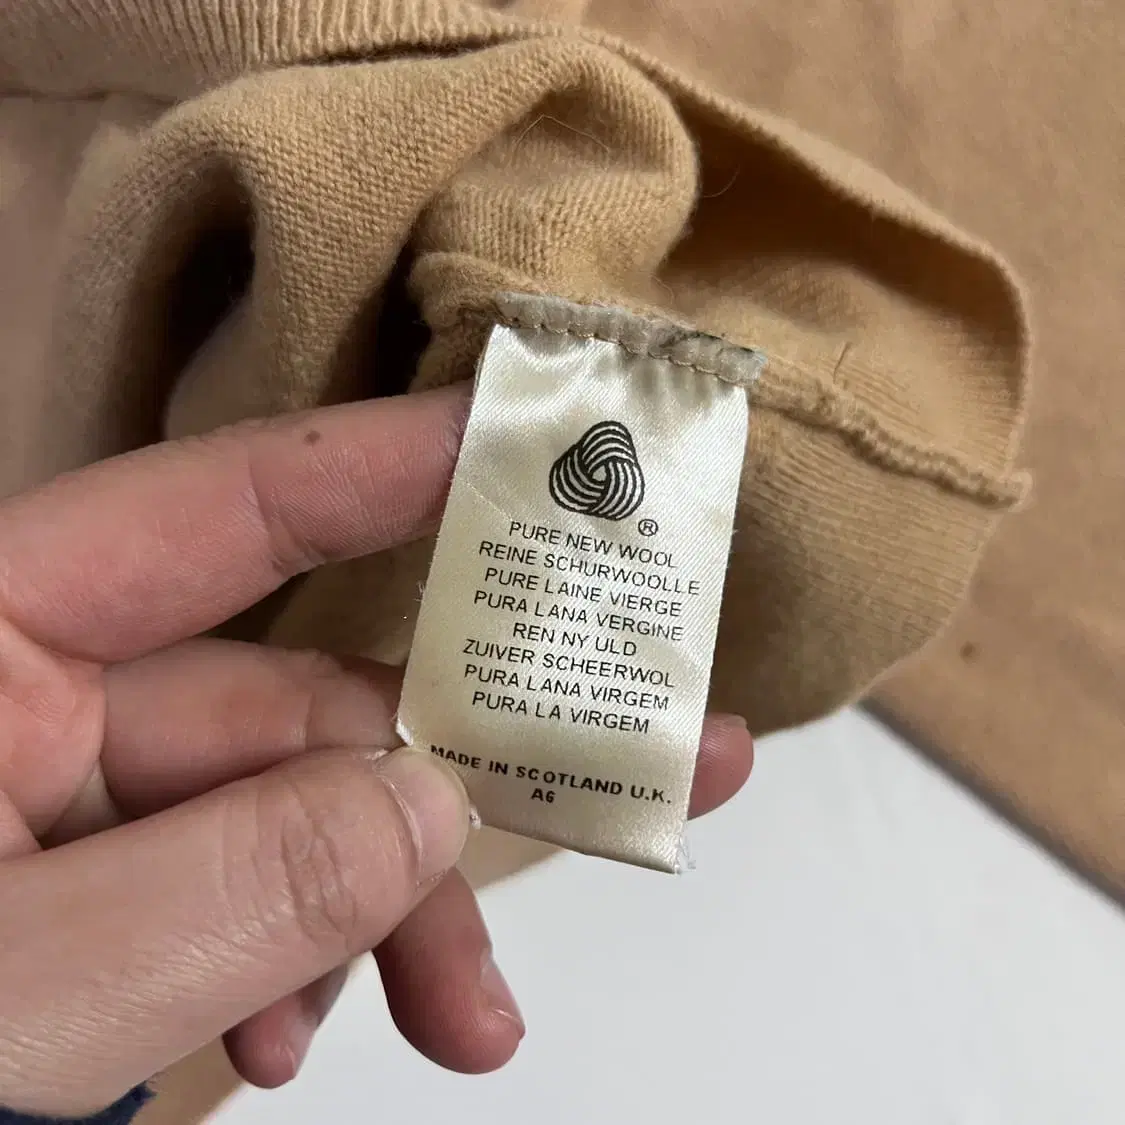 ®
PURE NEW WOOL
REINE SCHURWOOLLE
PURE LAINE VIERGE
PURA LANA VERGINE
REN NY ULD
ZUIVER SCHEERWOL
PURA LANA VIRGEM
PURA LA VIRGEM
MADE IN SCOTLAND U.K.
A6